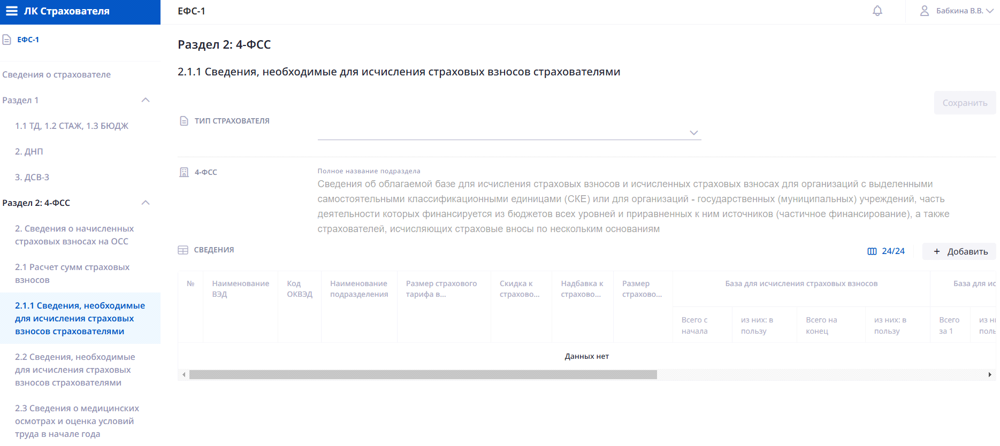 ЛК Страхователя
ЕФС-1
Бабкина В.В.
ЕФС-1
Сведения о страхователе
Раздел 1
1.1 ТД, 1.2 СТАЖ, 1.3 БЮДЖ
2. ДНП
3. ДСВ-3
Раздел 2: 4-ФСС
2. Сведения о начисленных
страховых взносах на ОСС
2.1 Расчет сумм страховых
взносов
2.1.1 Сведения, необходимые
для исчисления страховых
взносов страхователями
2.2 Сведения, необходимые
для исчисления страховых
взносов страхователями
2.3 Сведения о медицинских
осмотрах и оценка условий
труда в начале года
Раздел 2: 4-ФСС
2.1.1 Сведения, необходимые для исчисления страховых взносов страхователями
Сохранить
ТИП СТРАХОВАТЕЛЯ
4-ФСС
Полное название подраздела
Сведения об облагаемой базе для исчисления страховых взносов и исчисленных страховых взносах для организаций с выделенными
самостоятельными классификационными единицами (СКЕ) или для организаций - государственных (муниципальных) учреждений, часть
деятельности которых финансируется из бюджетов всех уровней и приравненных к ним источников (частичное финансирование), а также
страхователей, исчисляющих страховые вносы по нескольким основаниям
СВЕДЕНИЯ
24/24
+ Добавить
№
Наименование
ВЭД
Код
ОКВЭД
Наименование
подразделения
Размер страхового
тарифа в...
Скидка к
страхово...
Надбавка к
страхово...
Размер
страхово...
База для исчисления страховых взносов
База для ис
Всего с
начала
из них: в
пользу
Всего на
конец
из них: в
пользу
Всего
за 1
из н
поль
Данных нет